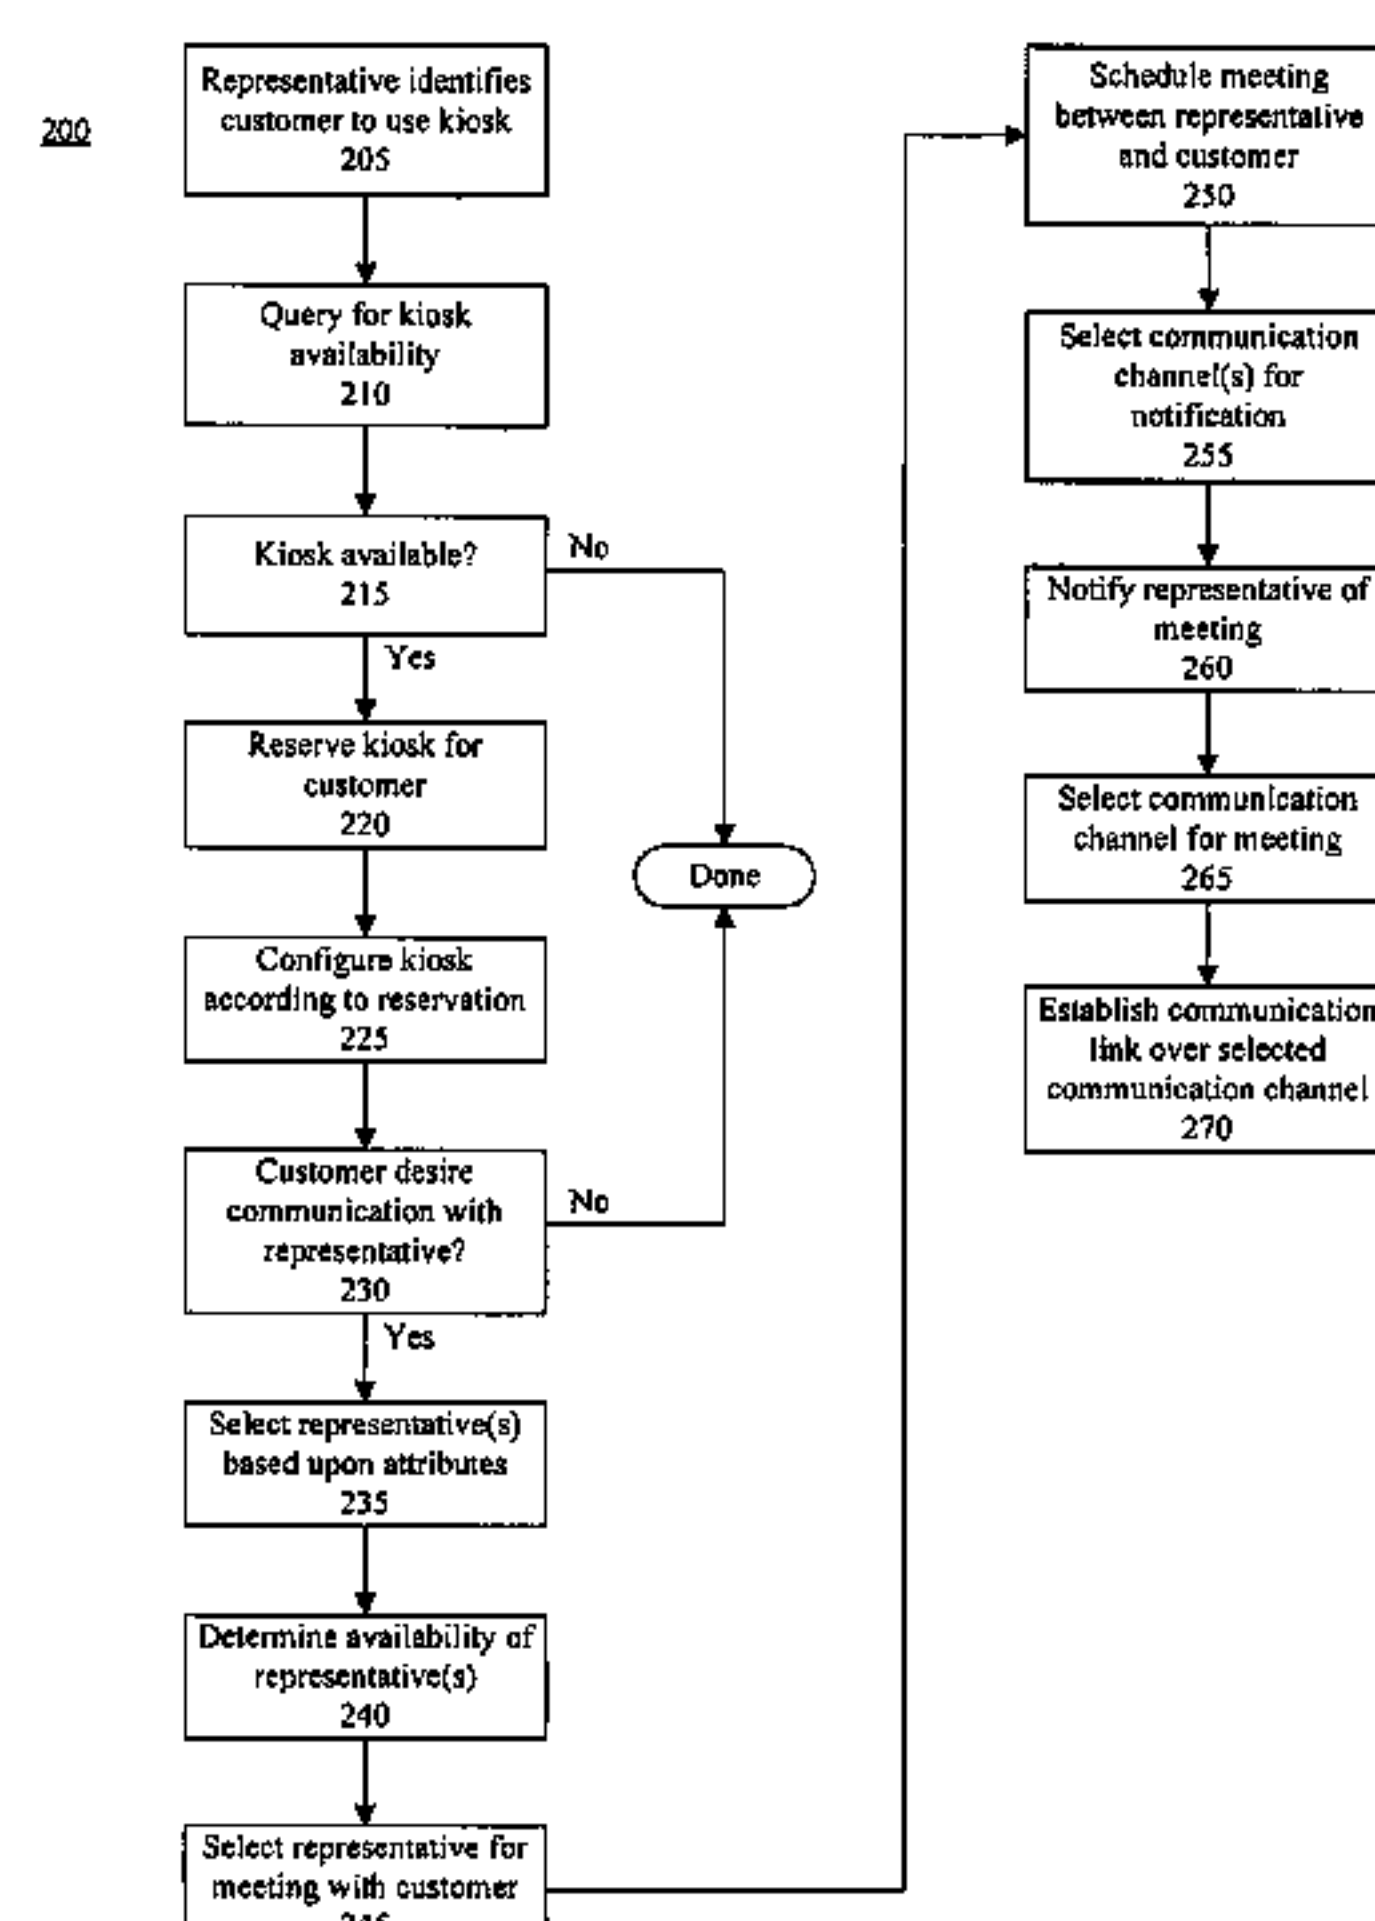 200
Representative identifies
customer to use kiosk
205
Query for kiosk
availability
210
Kiosk available?
215
No
Yes
Reserve kiosk for
customer
220
Done
Configure kiosk
according to reservation
225
Customer desire
communication with
representative?
230
No
Yes
Select representative(s)
based upon attributes
235
Determine availability of
representative(s)
240
Select representative for
meeting with customer
Schedule meeting
between representative
and customer
250
Select communication
channel(s) for
notification
255
Notify representative of
meeting
260
Select communication
channel for meeting
265
Establish communication
link over selected
communication channel
270